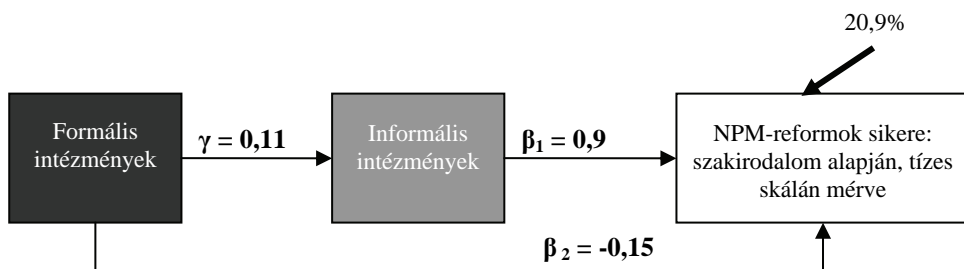 20,9%
Formális
intézmények
γ = 0,11
Informális
intézmények
β1 = 0,9
NPM-reformok sikere:
szakirodalom alapján, tízes
skálán mérve
β 2 = -0,15